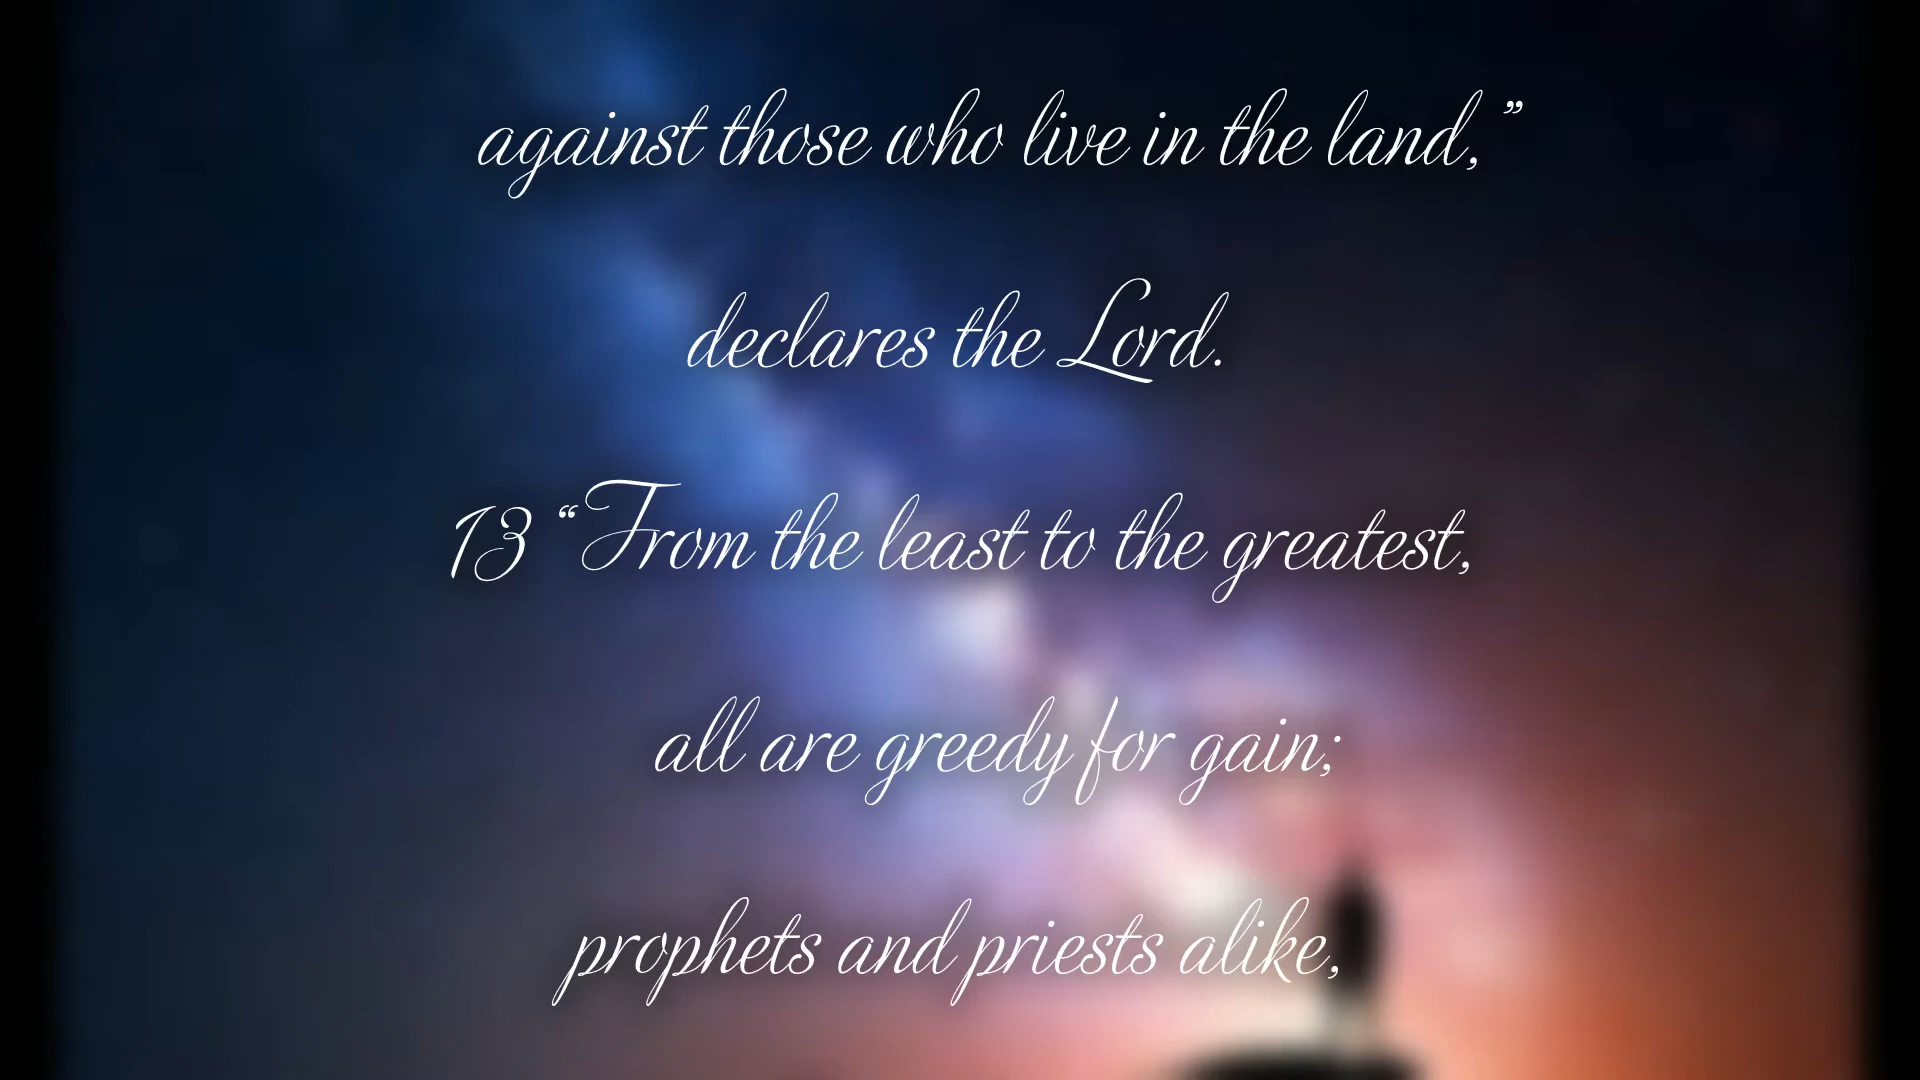 against those who live in the land,”
declares the Lord.
13 “From the least to the greatest,
all are greedy for gain;
prophets and priests alike,